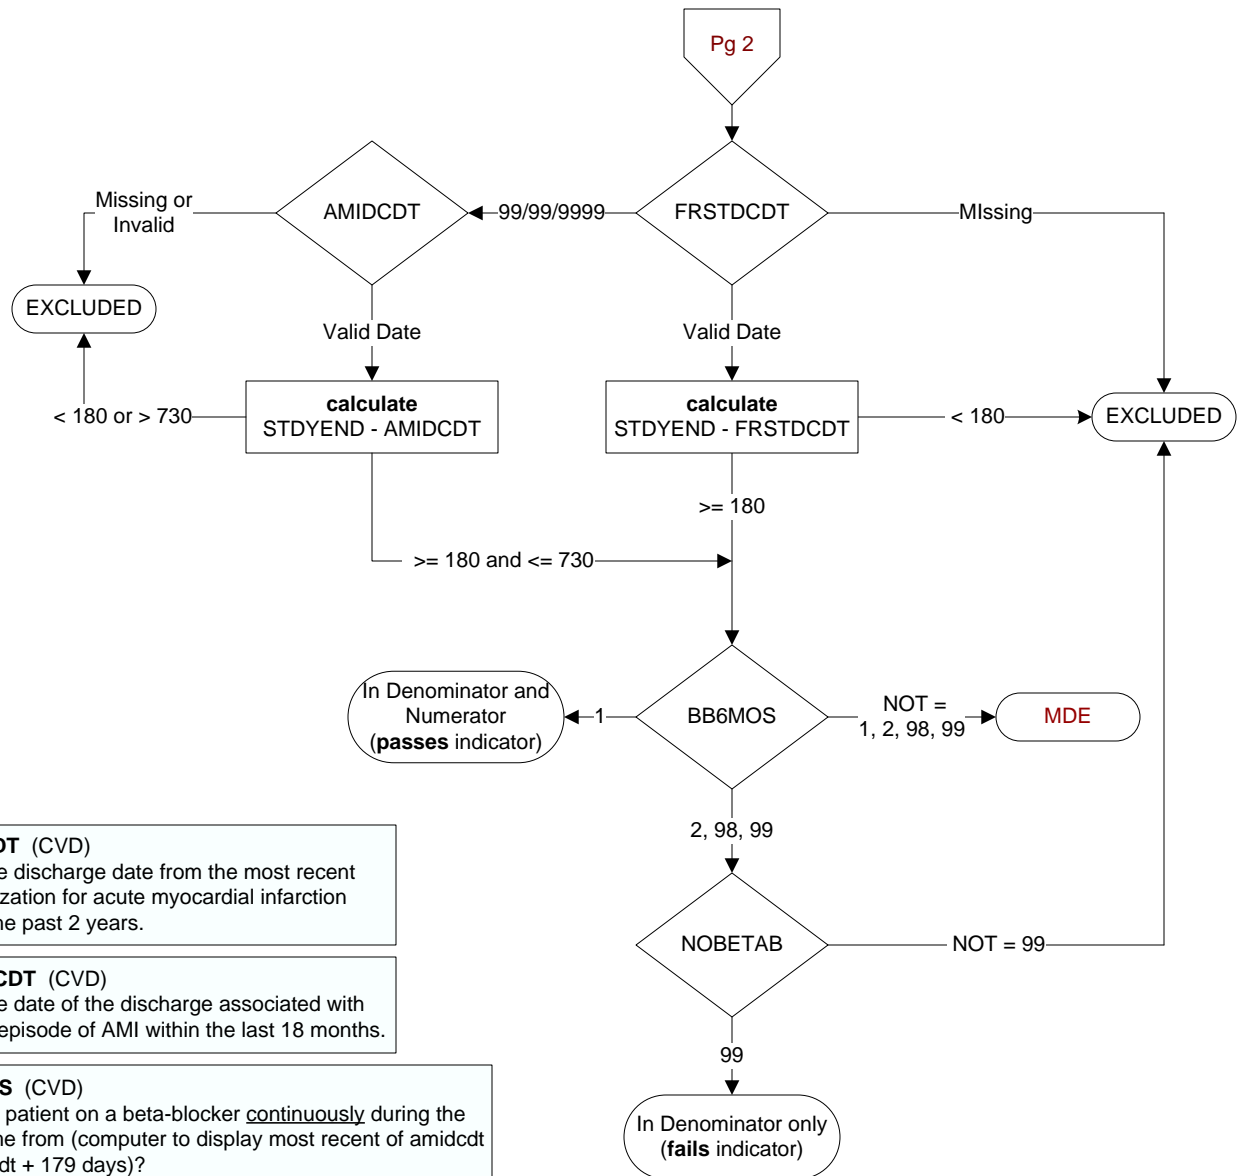 Pg 2
Missing or
Invalid
AMIDCDT
99/99/9999
FRSTDCDT
MIssing
EXCLUDED
Valid Date
Valid Date
< 180 or > 730
calculate
STDYEND - AMIDCDT
calculate
STDYEND - FRSTDCDT
< 180
EXCLUDED
>= 180
>= 180 and <= 730
In Denominator and
Numerator
(passes indicator)
1
BB6MOS
NOT =
1, 2, 98, 99
MDE
2, 98, 99
NOBETAB
NOT = 99
99
In Denominator only
(fails indicator)
DT (CVD)
e discharge date from the most recent
zation for acute myocardial infarction
ne past 2 years.
CDT (CVD)
e date of the discharge associated with
episode of AMI within the last 18 months.
S (CVD)
patient on a beta-blocker continuously during the
ne from (computer to display most recent of amidcdt
dt + 179 days)?